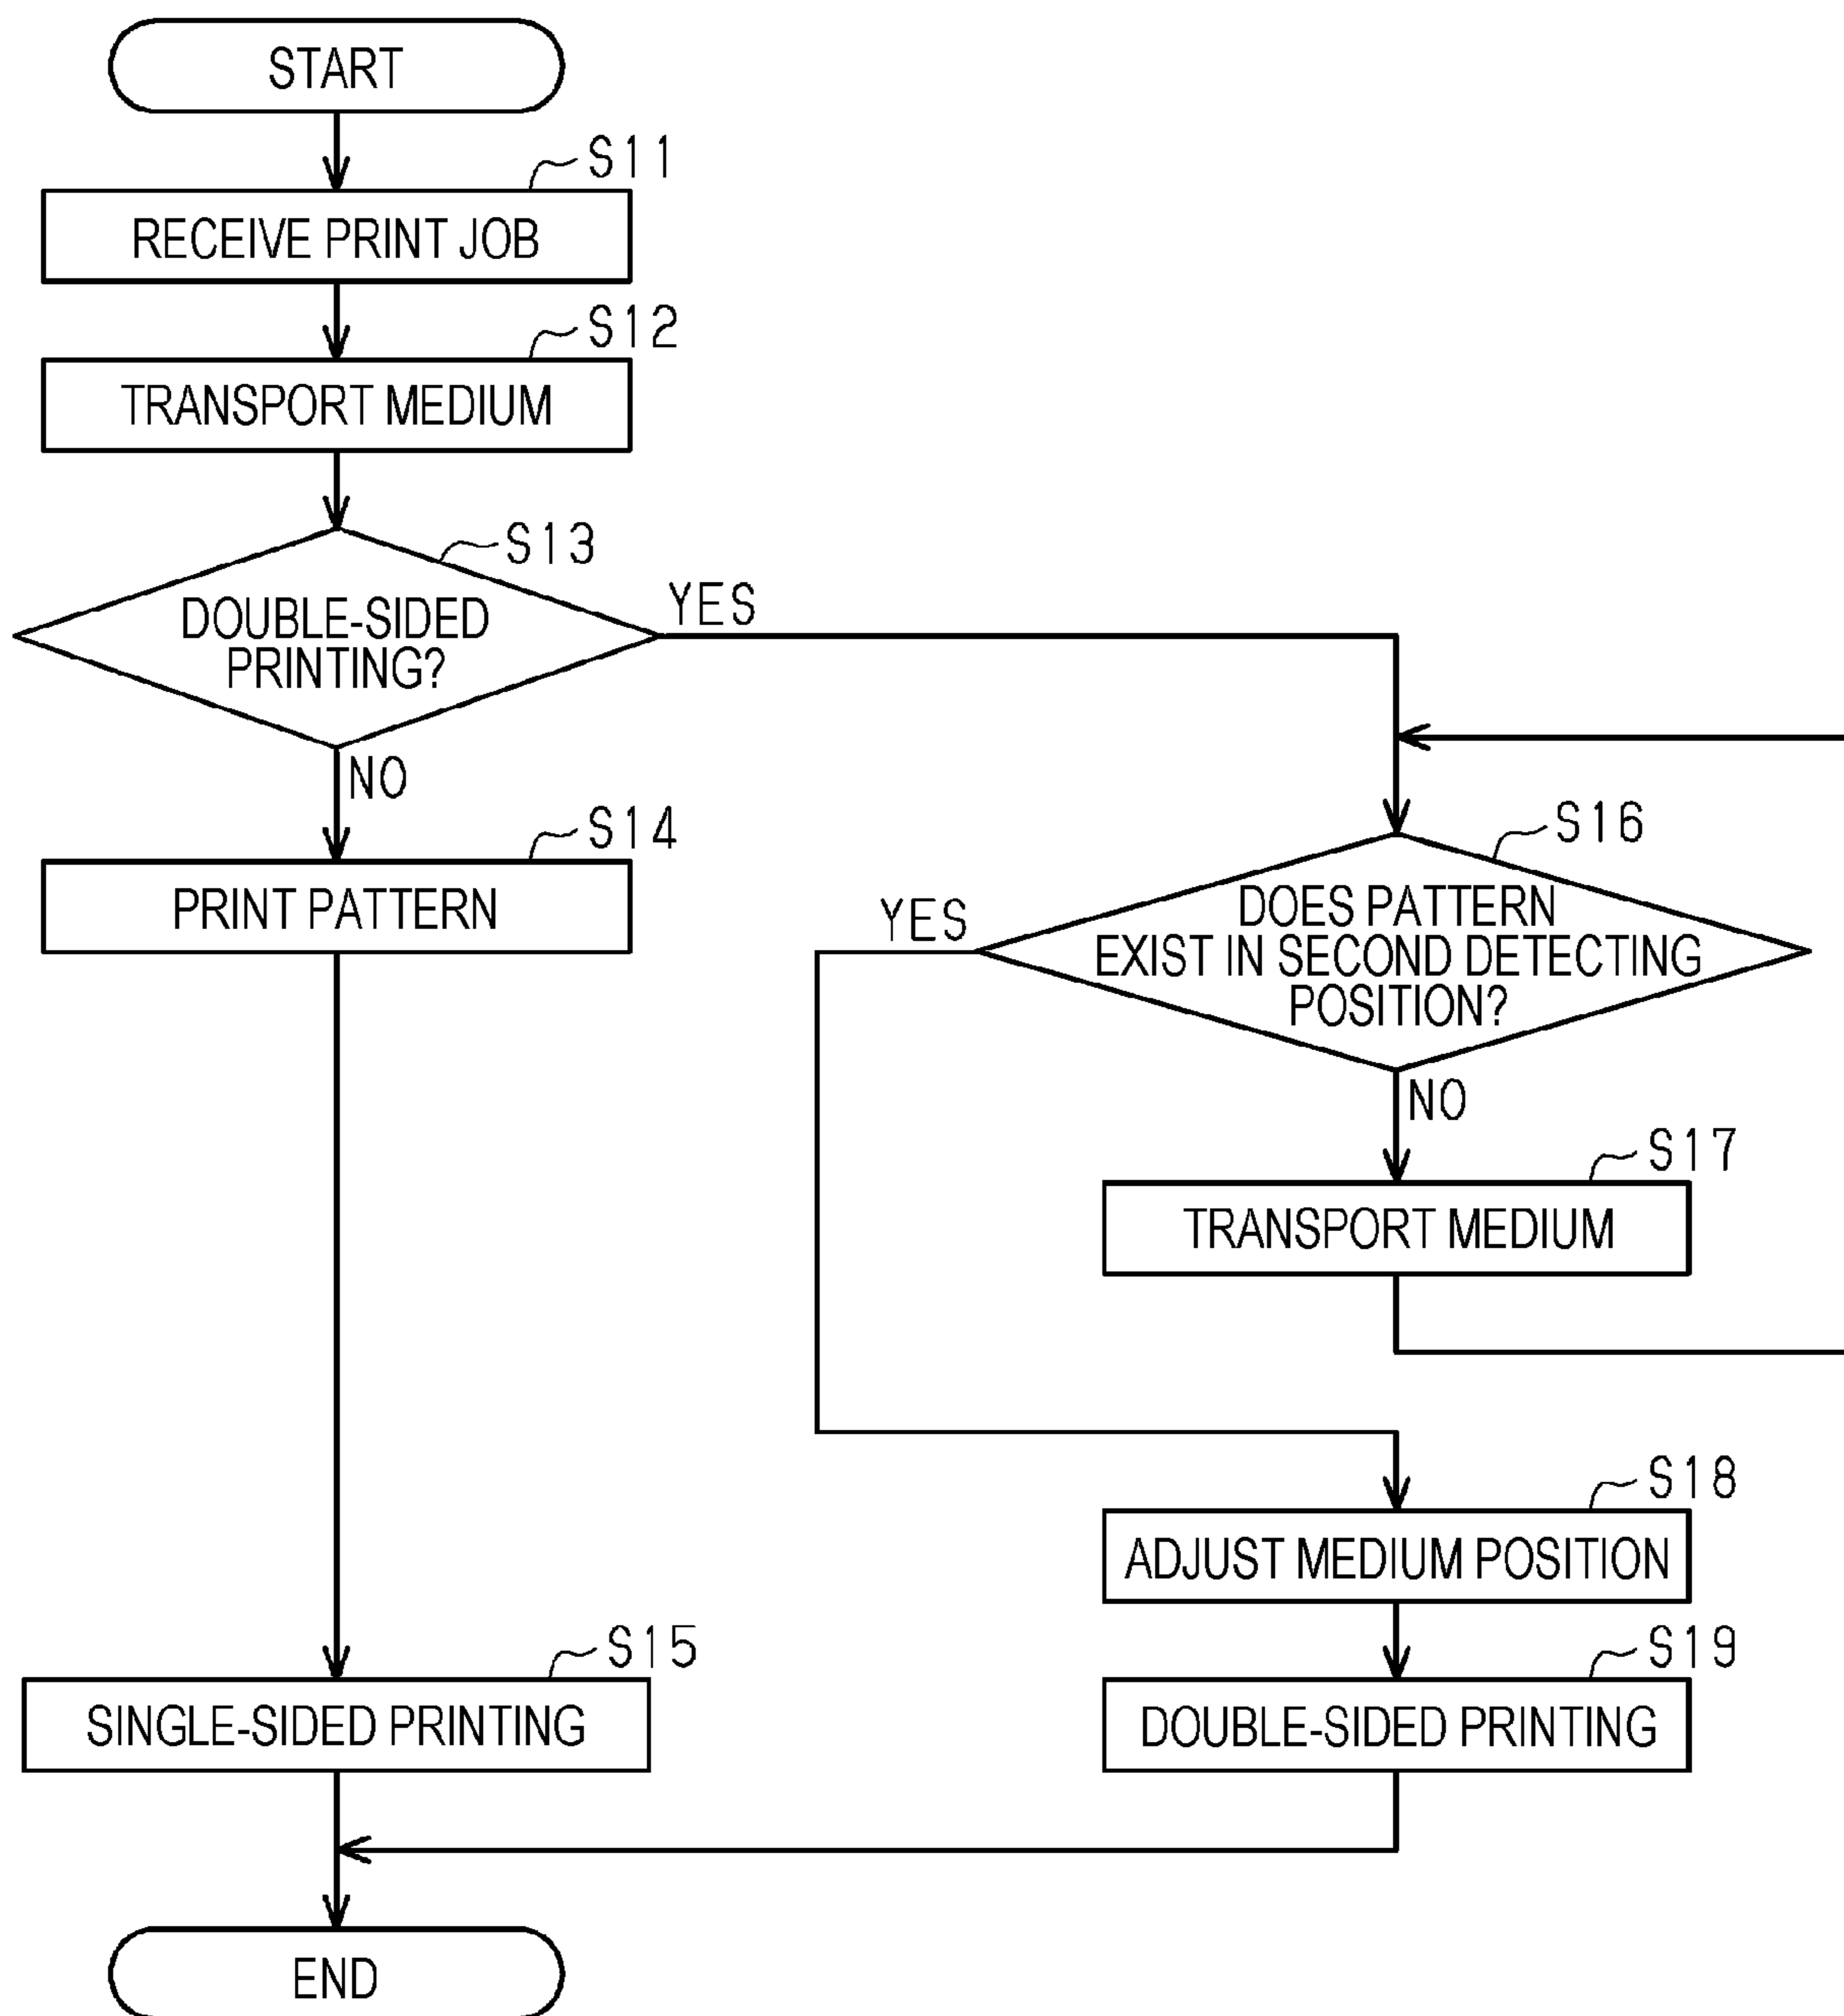 START
S11
RECEIVE PRINT JOB
S12
TRANSPORT MEDIUM
S13
DOUBLE-SIDED
PRINTING?
YES
NO
S14
PRINT PATTERN
S16
DOES PATTERN
EXIST IN SECOND DETECTING
POSITION?
YES
NO
S17
TRANSPORT MEDIUM
S18
ADJUST MEDIUM POSITION
S15
SINGLE-SIDED PRINTING
S19
DOUBLE-SIDED PRINTING
END